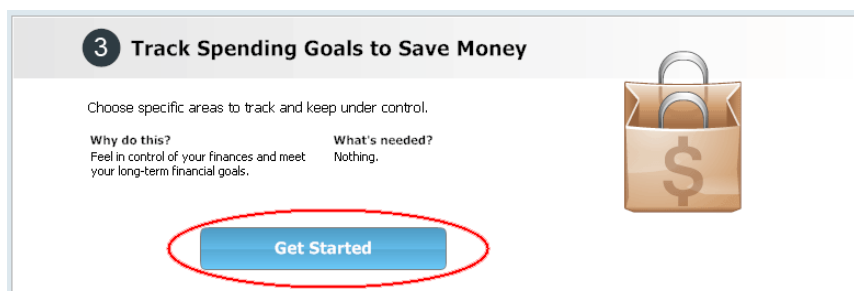 3 Track Spending Goals to Save Money
Choose specific areas to track and keep under control.
Why do this?
Feel in control of your finances and meet
your long-term financial goals.
What's needed?
Nothing.
$
Get Started